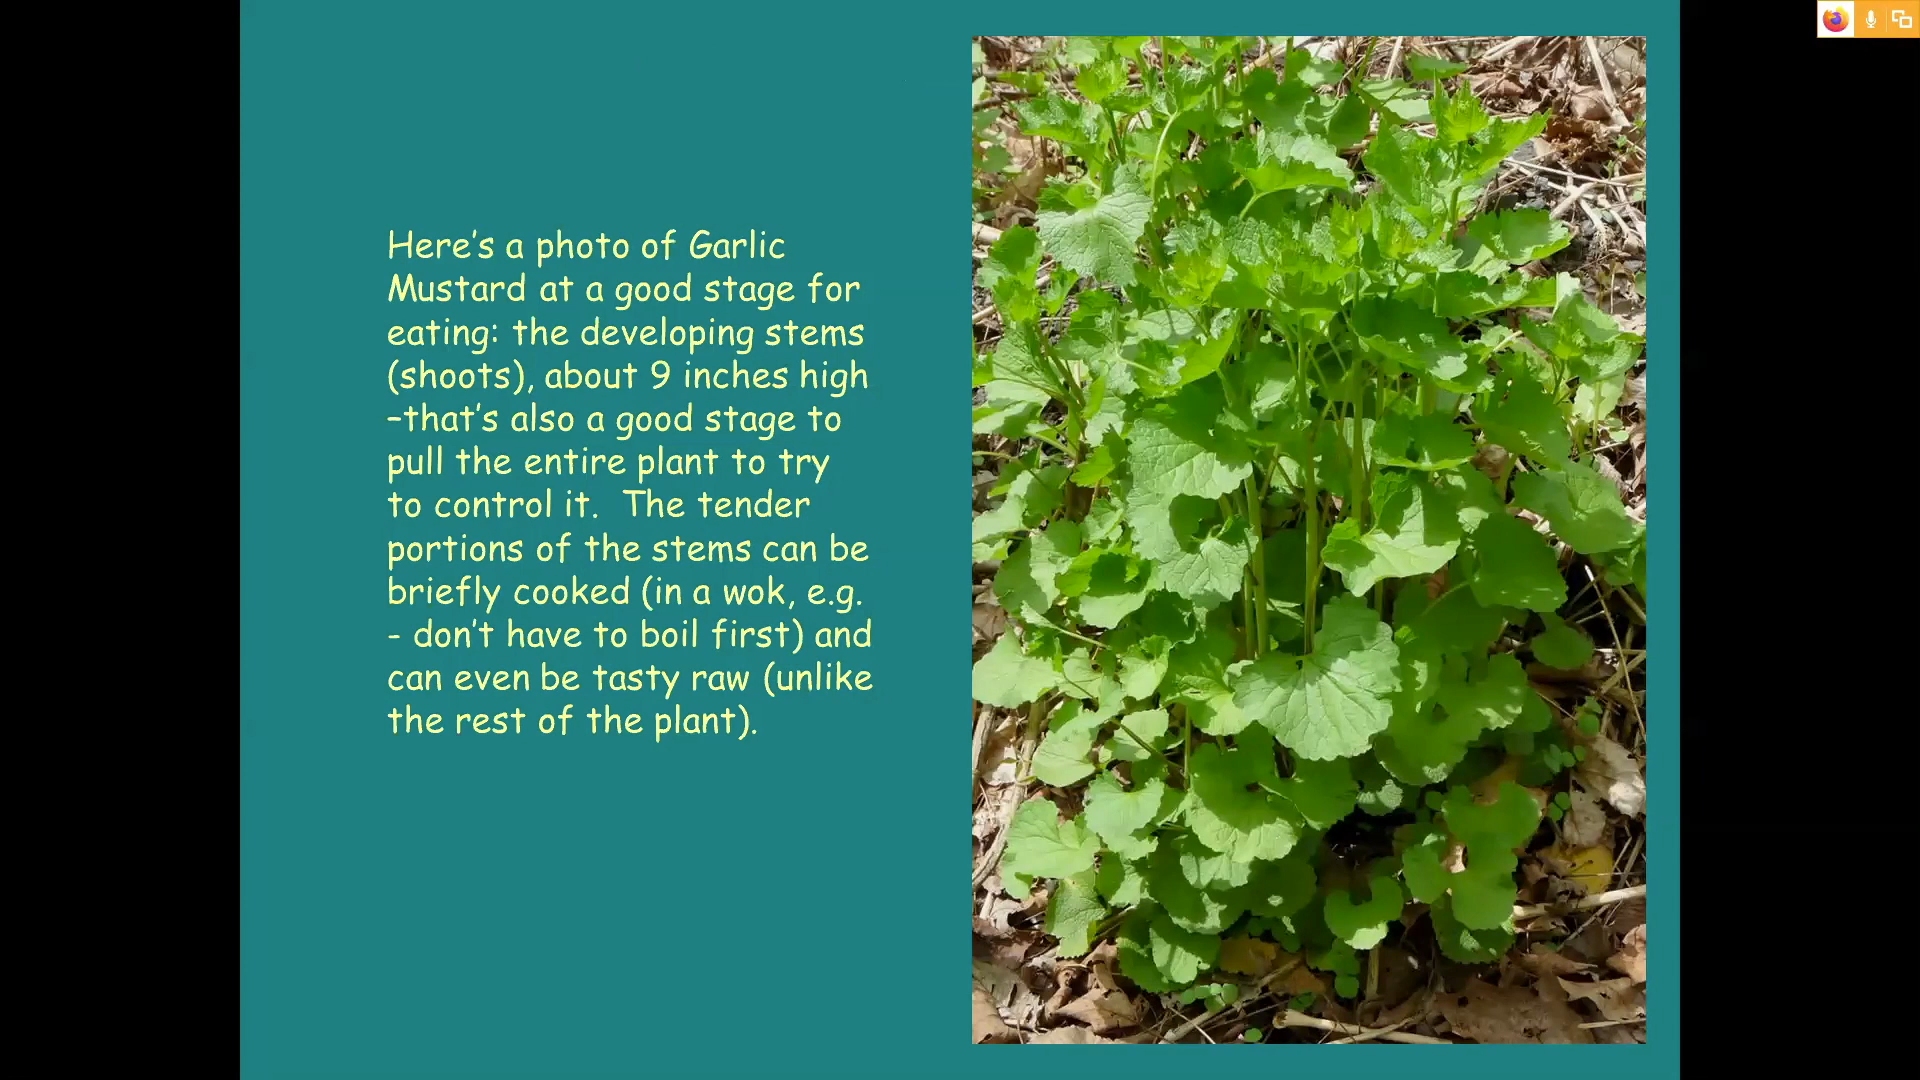 Here's a photo of Garlic
Mustard at a good stage for
eating: the developing stems
(shoots), about 9 inches high
–that's also a good stage to
pull the entire plant to try
to control it.  The tender
portions of the stems can be
briefly cooked (in a wok, e.g.
- don't have to boil first) and
can even be tasty raw (unlike
the rest of the plant).